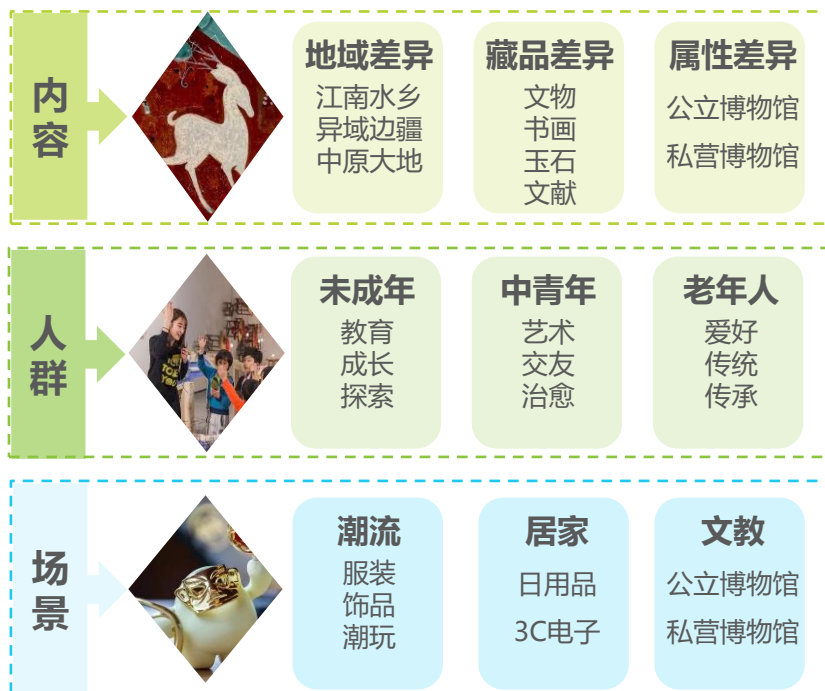 内容
地域差异
江南水乡
异域边疆
中原大地
藏品差异
文物
书画
玉石
文献
属性差异
公立博物馆
私营博物馆
人群
未成年
教育
成长
探索
中青年
艺术
交友
治愈
老年人
爱好
传统
传承
场景
潮流
服装
饰品
潮玩
居家
日用品
3C电子
文教
公立博物馆
私营博物馆